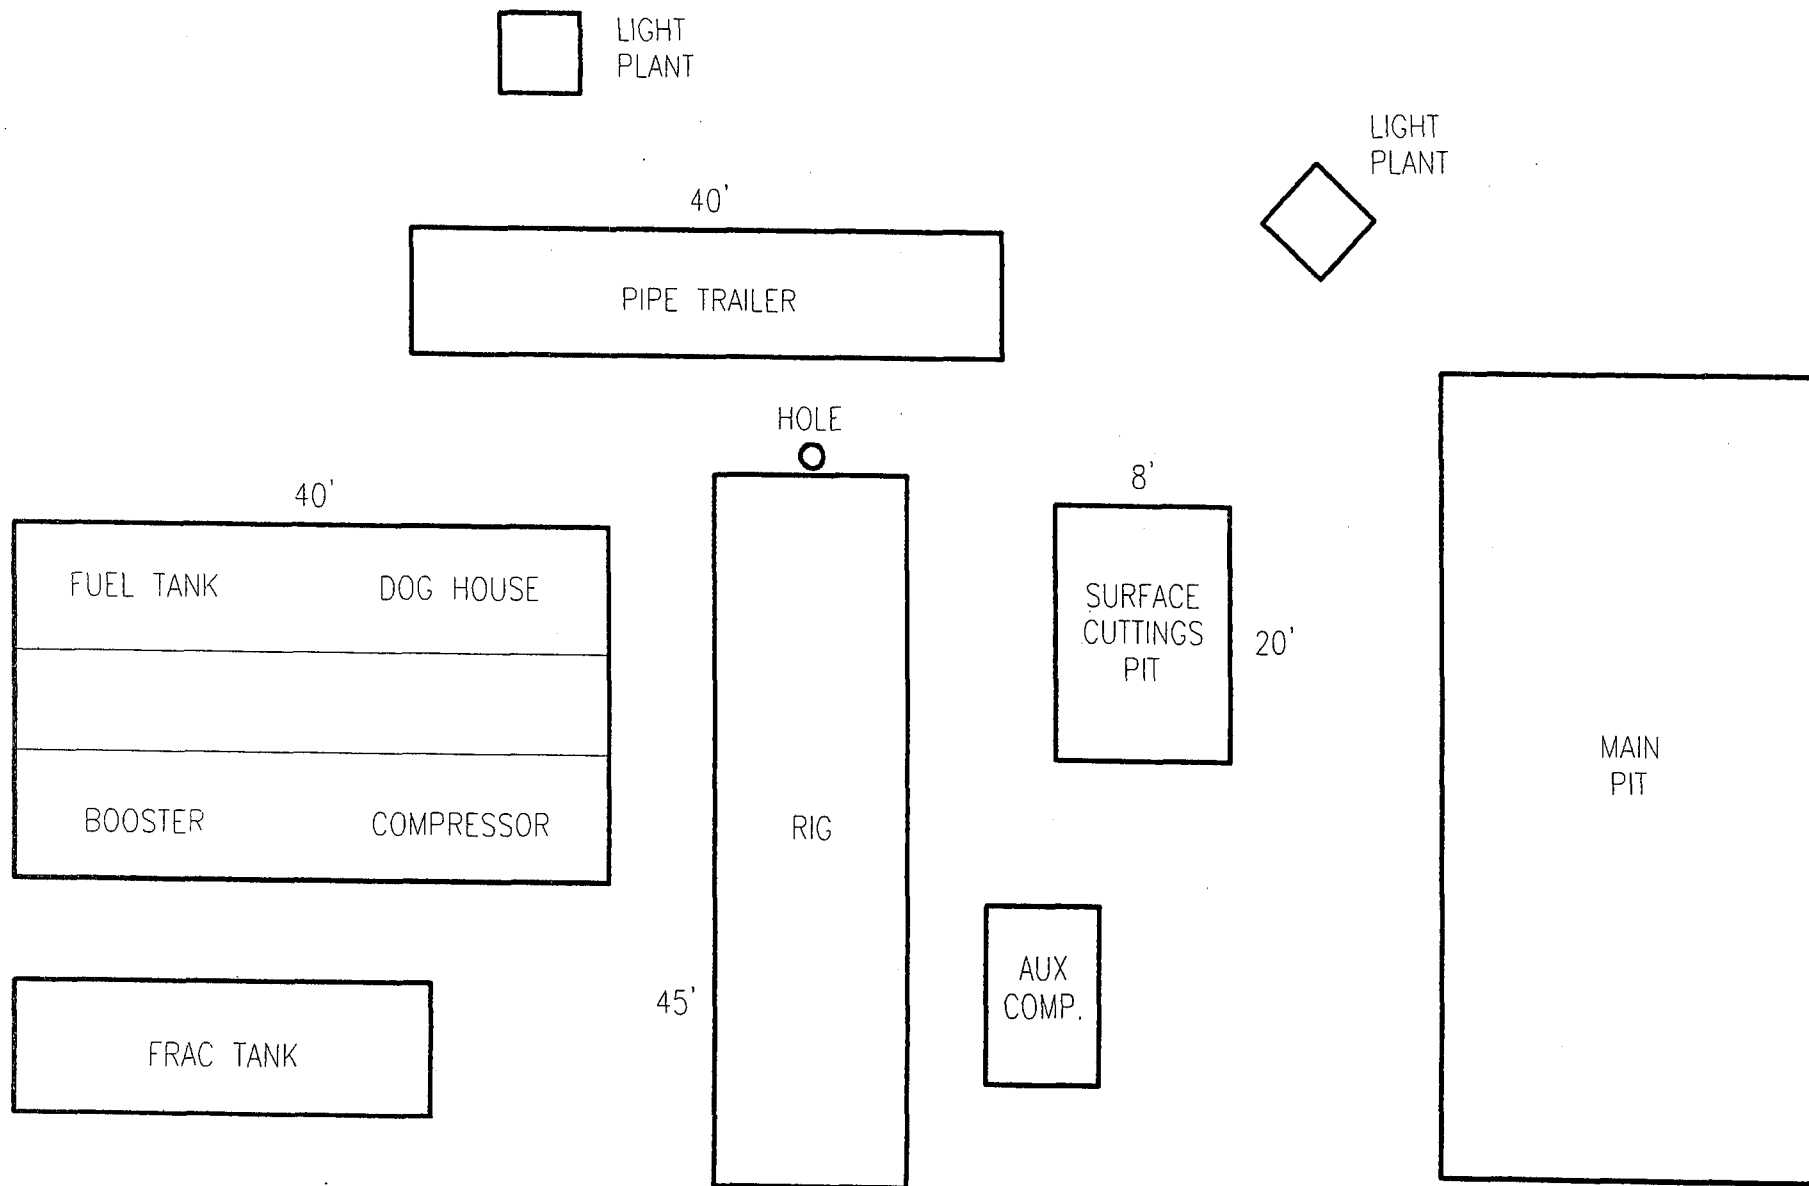 LIGHT
PLANT
LIGHT
PLANT
40'
PIPE TRAILER
HOLE
40'
8'
FUEL TANK DOG HOUSE
SURFACE
CUTTINGS
PIT
20'
MAIN
PIT
BOOSTER COMPRESSOR
RIG
AUX
COMP.
45'
FRAC TANK